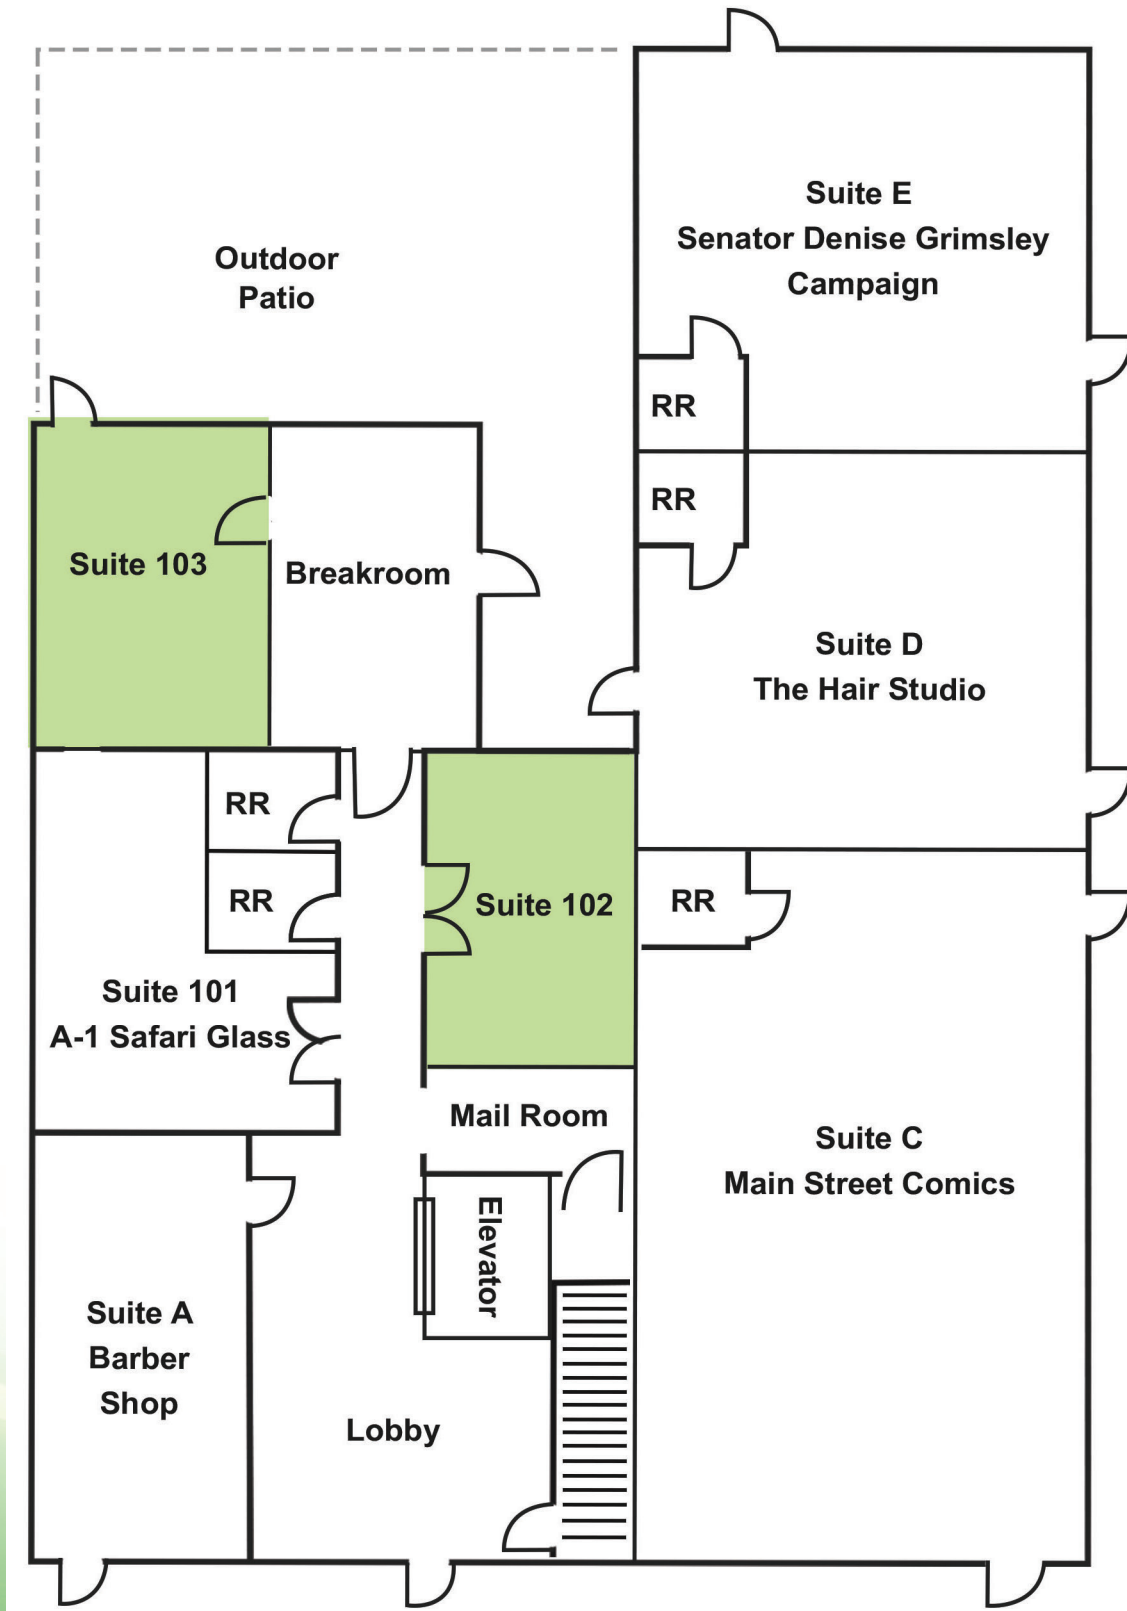 Suite E
Senator Denise Grimsley
Campaign
Outdoor
Patio
RR
RR
Suite 103
Breakroom
Suite D
The Hair Studio
RR
RR
Suite 102
RR
Suite 101
A-1 Safari Glass
Mail Room
Suite C
Main Street Comics
Elevator
Suite A
Barber
Shop
Lobby